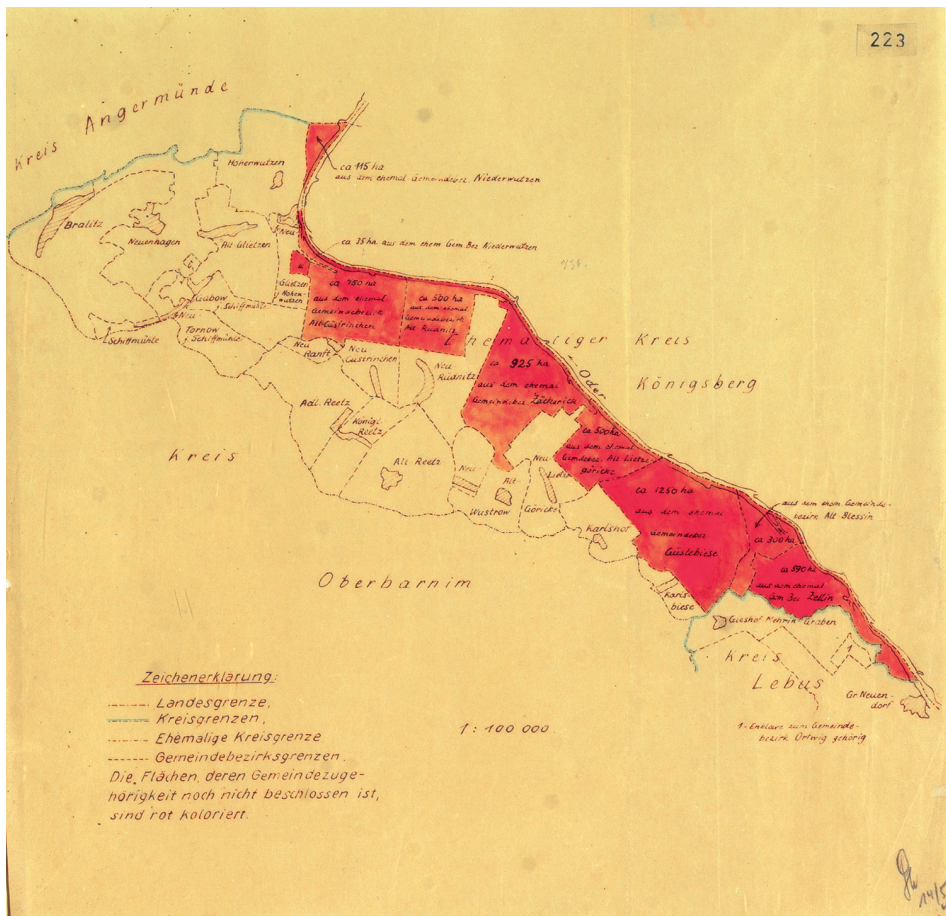 223
Kreis Angermünde
Hohenwutzen
ca 115 ha
aus dem ehemal. Gemeindebez. Niederwutzen
Bralitz
Neuenhagen
Alt-Glietzen
Neu-
ca 35 ha. aus dem ehem Gem. Bez. Niederwutzen
Glietzen
Hohen-
wutzen
Gabow
z. Schiffmühle
Neu-
Tornow
z. Schiffmühle
Schiffmühle
ca 750 ha
aus dem ehemal.
Gemeindebezirk
Alt-Cüstrinchen
ca 500 ha
aus dem ehemal
Gemeindebezirk
Alt Rüdnitz
Ehemaliger Kreis
Königsberg
Oder
Neu
Ranft
Neu
Cüstrinchen
Neu
Rüdnitz
ca 925 ha
aus dem ehemal
Gemeindebez. Zäckerick
Adl. Reetz
Königl.
Reetz
Alt Reetz
Kreis
Oberbarnim
ca 500 ha
aus dem ehemal
Gemdebez. Alt Lietze
göricke
Neu-
Alt-
Wustrow
Neu-
Lietze
Göricke
Karlshof
ca 1250 ha
aus dem ehemal
Gemeindebez
Güstebiese
aus dem ehem. Gemeinde-
bezirk Alt Blessin
ca 300 ha
ca 590 ha
aus dem ehemal
Gem Bez Zellin
Karls-
biese
Gieshof-Mehrin-Graben
Kreis
Lebus
Gr. Neuen-
dorf
1
1 = Enklave zum Gemeinde-
bezirk Ortwig gehörig
Zeichenerklärung:
Landesgrenze,
Kreisgrenzen,
Ehemalige Kreisgrenze
Gemeindebezirksgrenzen.
Die Flächen, deren Gemeindezuge-
hörigkeit noch nicht beschlossen ist,
sind rot koloriert.
1 : 100 000
14/5